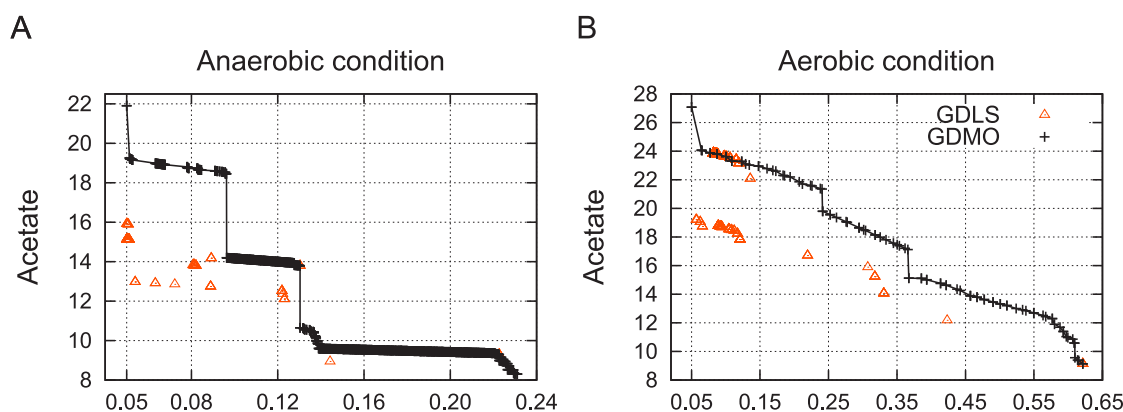 A
B
Anaerobic condition
Aerobic condition
Acetate
22
20
18
16
14
12
10
8
0.05 0.08 0.12 0.16 0.20 0.24
Acetate
28
26
24
22
20
18
16
14
12
10
8
GDLS
GDMO
0.05 0.15 0.25 0.35 0.45 0.55 0.65